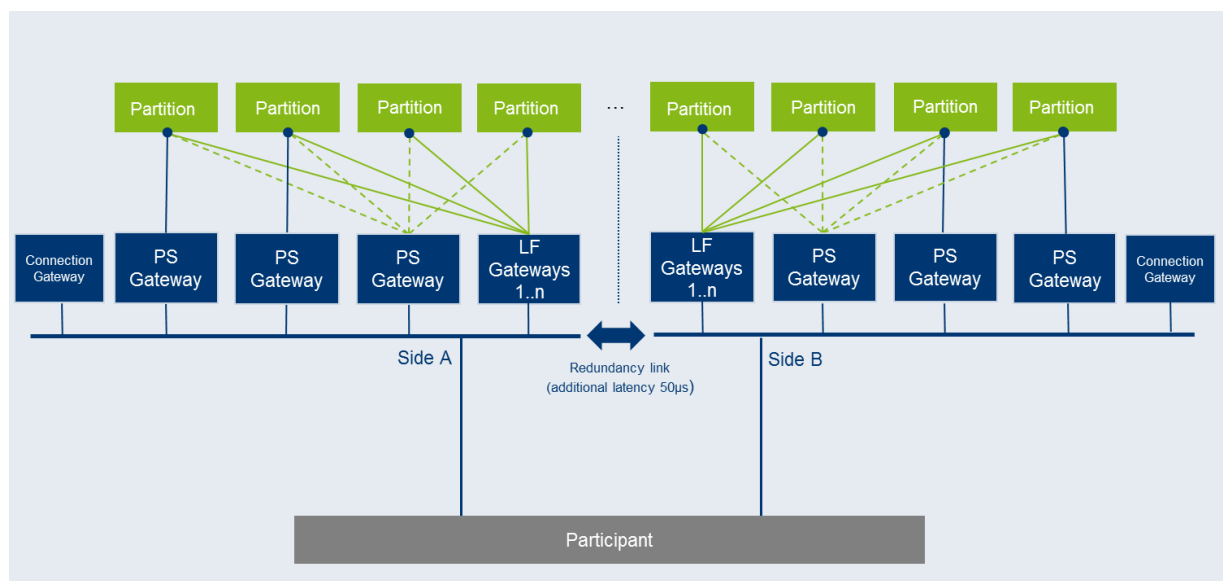 Partition
Partition
Partition
Partition
...
Partition
Partition
Partition
Partition
Connection
Gateway
PS
Gateway
PS
Gateway
PS
Gateway
LF
Gateways
1..n
LF
Gateways
1..n
PS
Gateway
PS
Gateway
PS
Gateway
Connection
Gateway
Side A
Redundancy link
(additional latency 50µs)
Side B
Participant